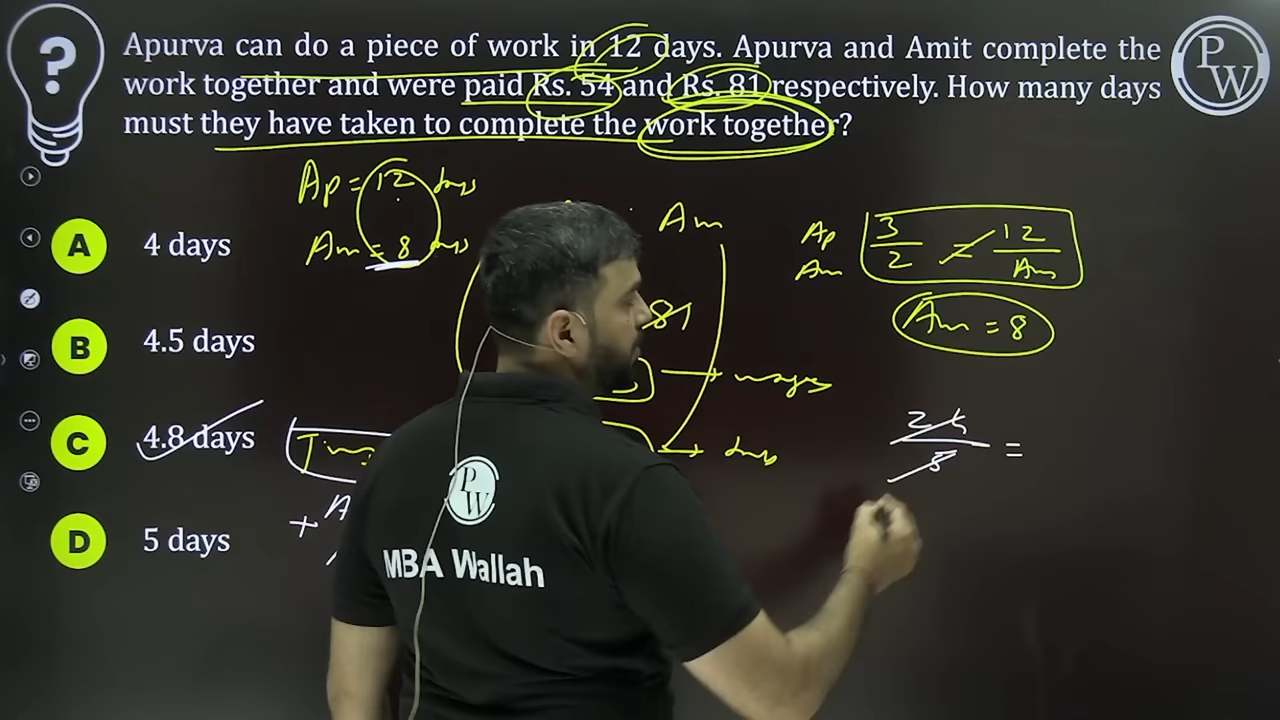 Apurva can do a piece of work in 12 days. Apurva and Amit complete the
work together and were paid Rs. 54 and Rs. 81 respectively. How many days
must they have taken to complete the work together?
?
P
W
Ap = 12 days
Am = 8 days
Am
81
wages
days
Ap
Am
3/2 = 12/Am
Am = 8
A 4 days
B 4.5 days
C 4.8 days
D 5 days
+ A
=
P
W
MBA Wallah